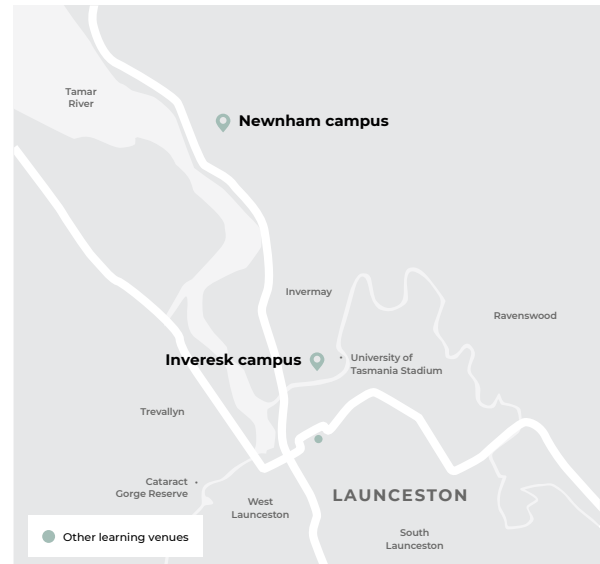 Tamar
River
Newnham campus
Invermay
Ravenswood
Inveresk campus
University of
Tasmania Stadium
Trevallyn
Cataract
Gorge Reserve
LAUNCESTON
West
Launceston
South
Launceston
Other learning venues